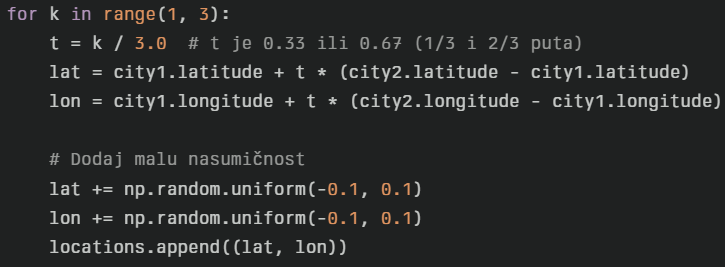 for k in range(1, 3):
    t = k / 3.0  # t je 0.33 ili 0.67 (1/3 i 2/3 puta)
    lat = city1.latitude + t * (city2.latitude - city1.latitude)
    lon = city1.longitude + t * (city2.longitude - city1.longitude)

    # Dodaj malu nasumičnost
    lat += np.random.uniform(-0.1, 0.1)
    lon += np.random.uniform(-0.1, 0.1)
    locations.append((lat, lon))